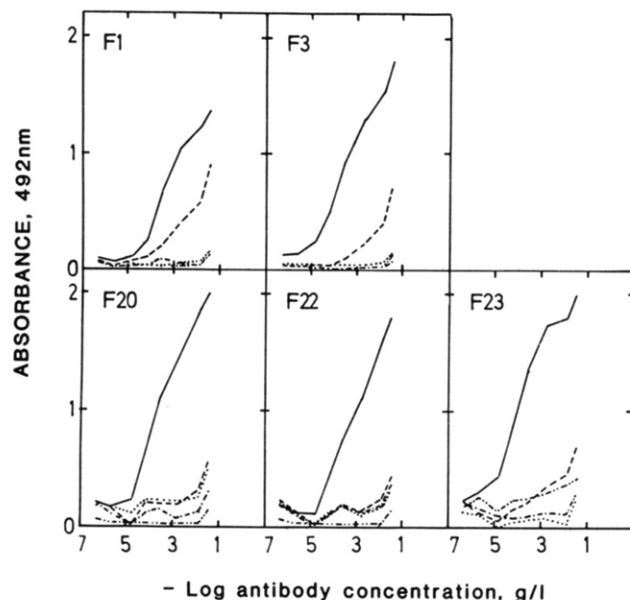 2
F1
F3
1
0
2
F20
F22
F23
1
0
7 5 3 1 5 3 1 7 5 3 1
ABSORBANCE, 492nm
- Log antibody concentration, g/l